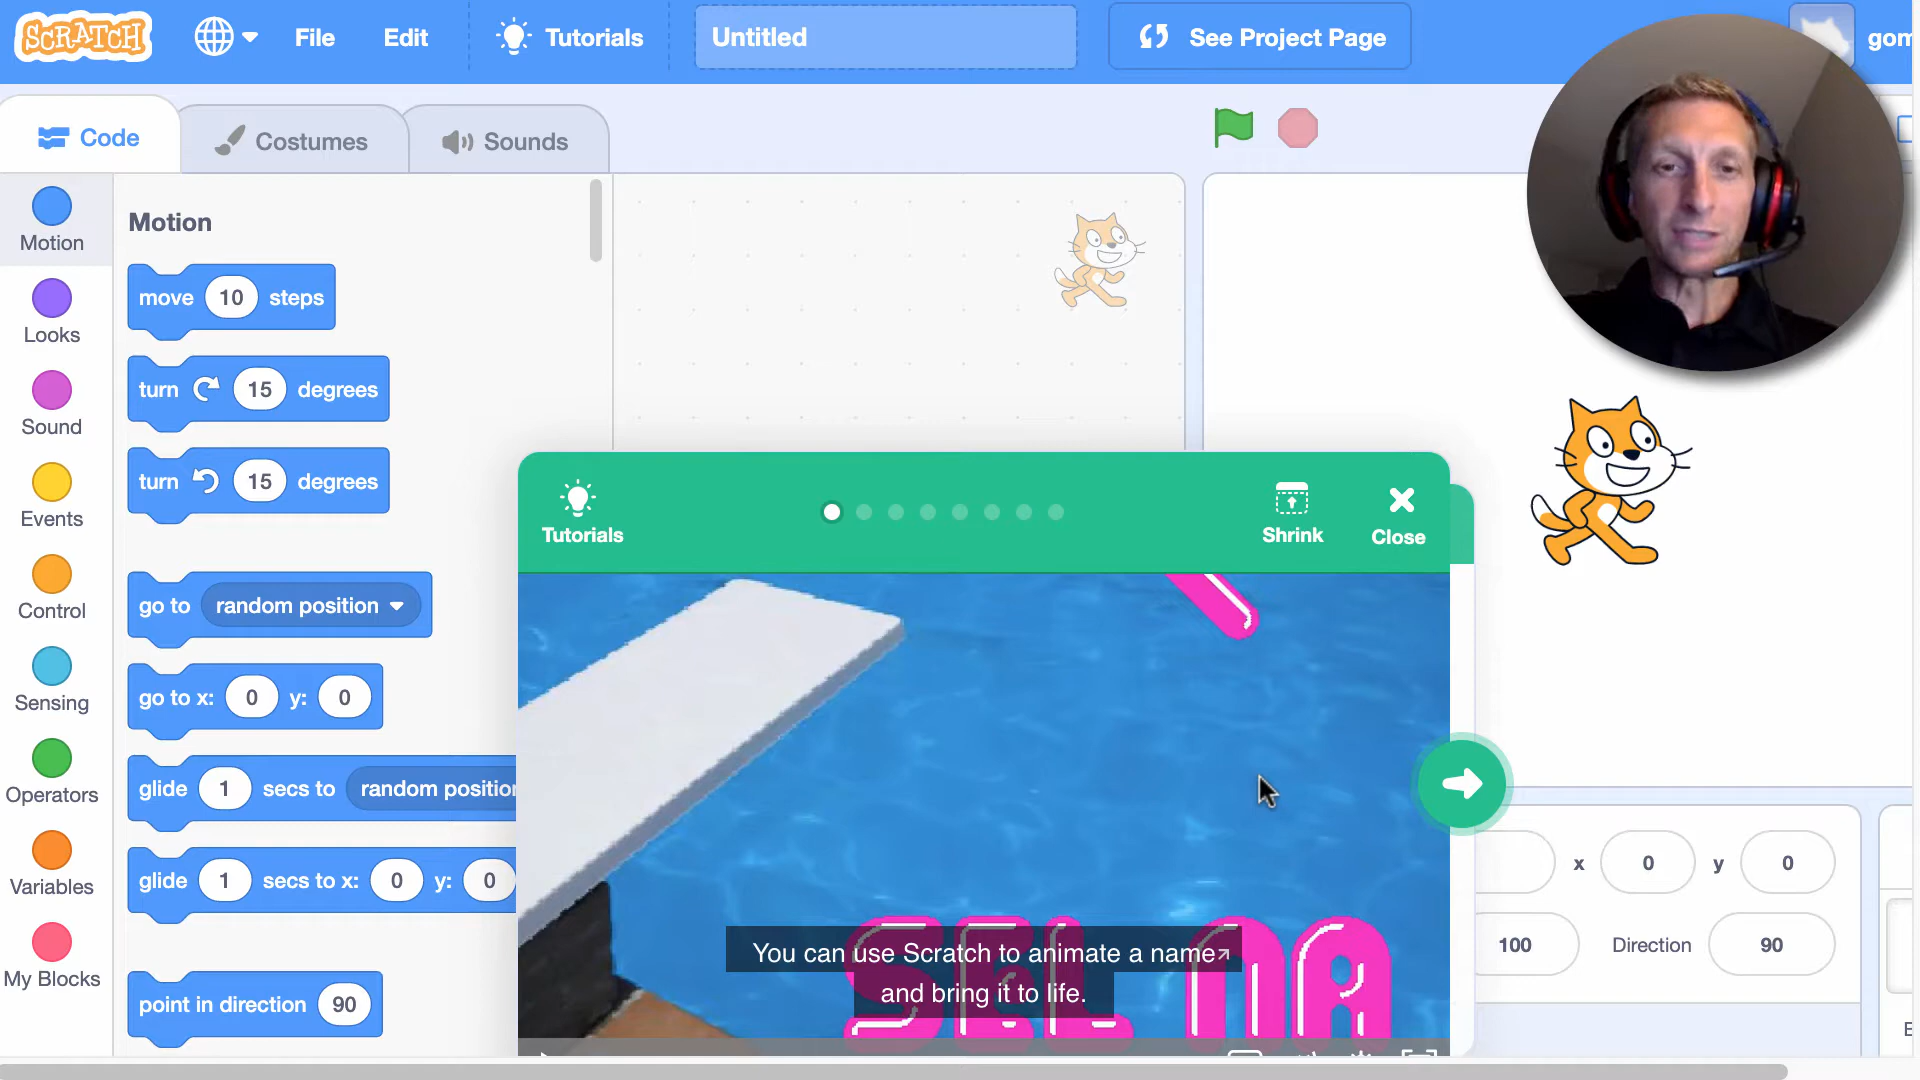 SCRATCH
File
Edit
Tutorials
Untitled
See Project Page
gom
Code
Costumes
Sounds
Motion
Looks
Sound
Events
Control
Sensing
Operators
Variables
My Blocks
Motion
move 10 steps
turn 15 degrees
turn 15 degrees
go to random position
go to x: 0 y: 0
glide 1 secs to random position
glide 1 secs to x: 0 y: 0
point in direction 90
Tutorials
Shrink
Close
You can use Scratch to animate a name
and bring it to life.
x 0 y 0
100 Direction 90